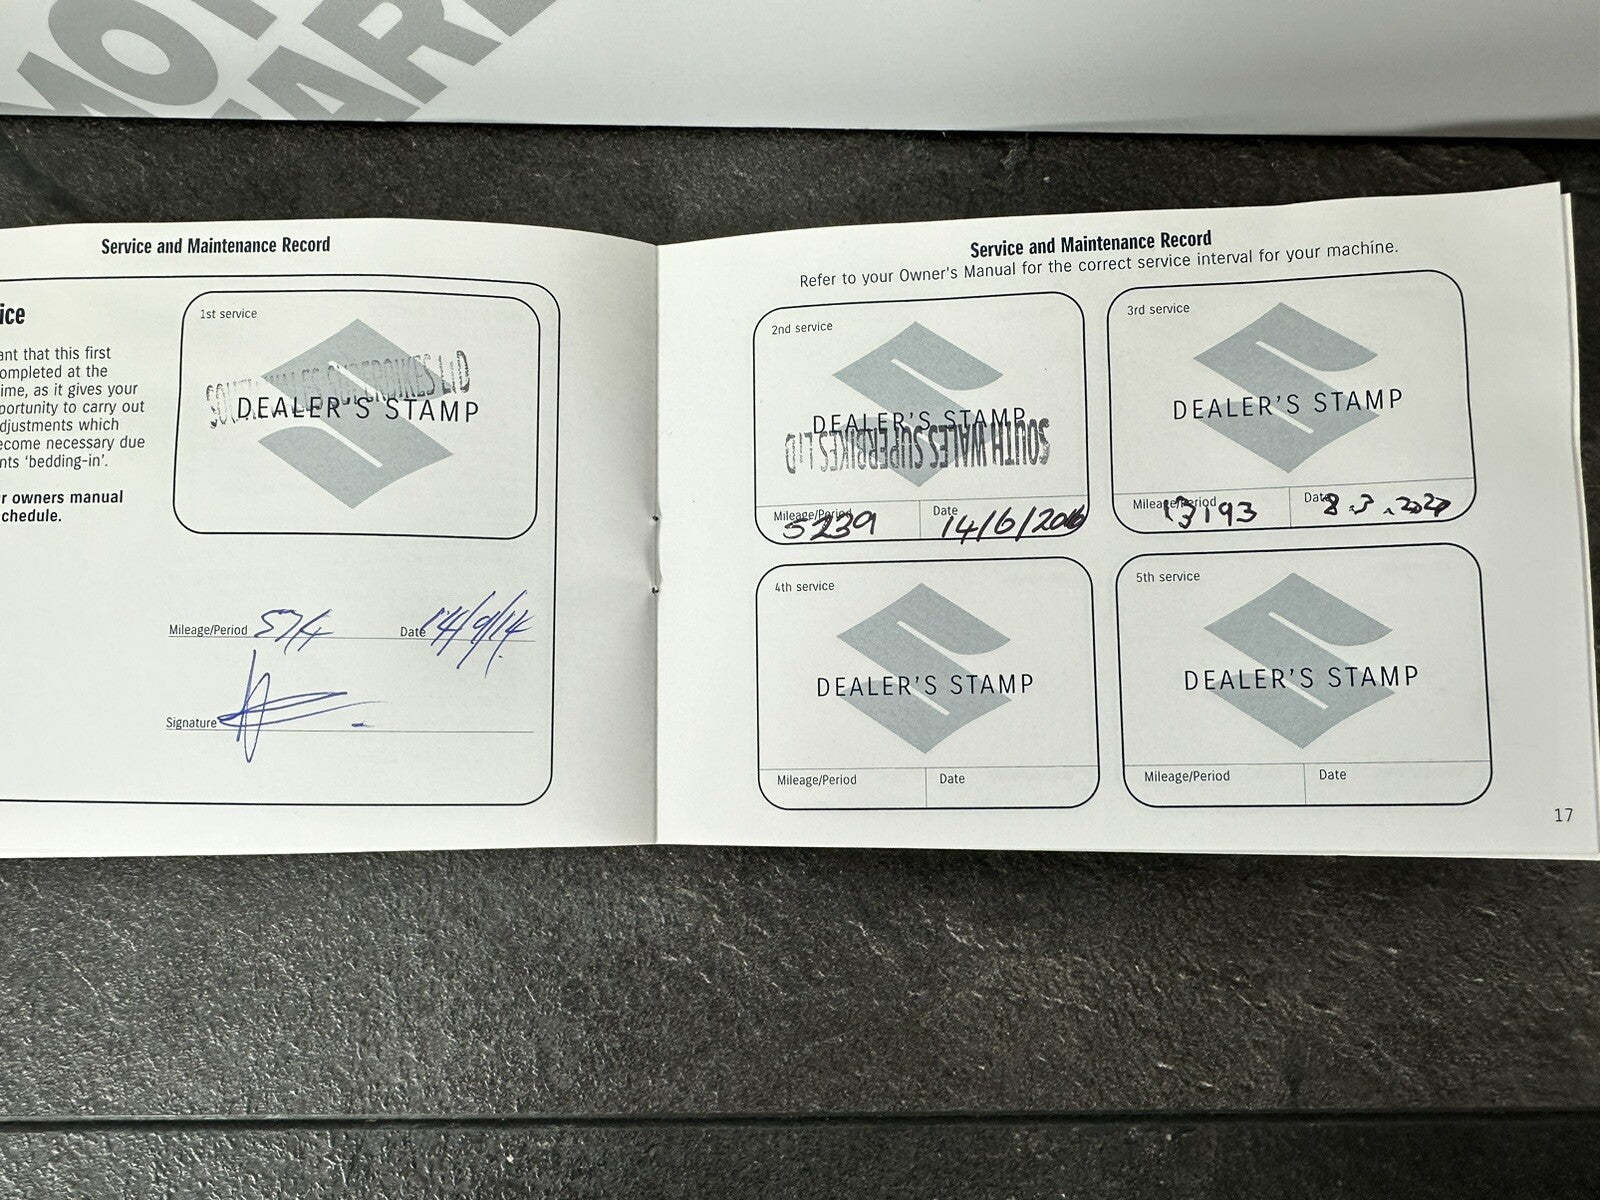 MOT
CARE
Service and Maintenance Record
ice
ant that this first
ompleted at the
ime, as it gives your
portunity to carry out
djustments which
ecome necessary due
nts ‘bedding-in’.
r owners manual
chedule.
1st service
SOUTH WALES SUPERBIKES LTD
DEALER’S STAMP
Mileage/Period 574 Date 14/9/14
Signature
Service and Maintenance Record
Refer to your Owner's Manual for the correct service interval for your machine.
2nd service
DEALER’S STAMP
SOUTH WALES SUPERBIKES LTD
Mileage/Period 5239 Date 14/6/2016
3rd service
DEALER’S STAMP
Mileage/Period 13193 Date 8.3.2020
4th service
DEALER’S STAMP
Mileage/Period Date
5th service
DEALER’S STAMP
Mileage/Period Date
17